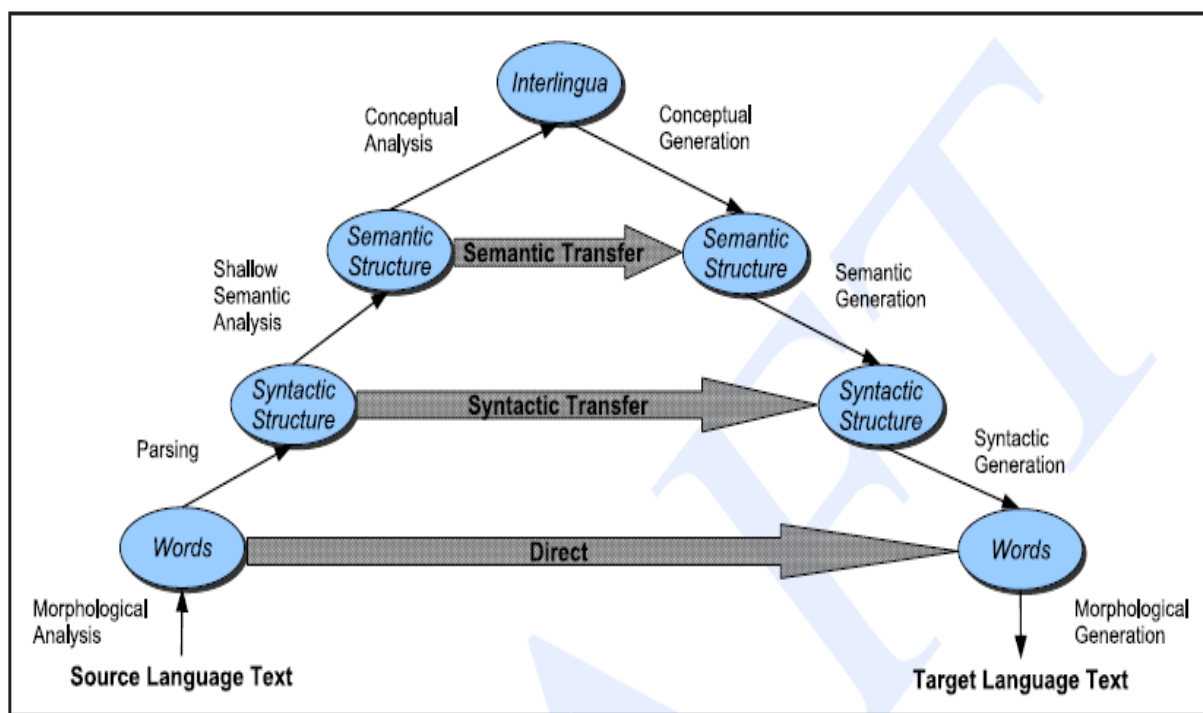 Interlingua
Conceptual
Analysis
Conceptual
Generation
Semantic
Structure
Semantic Transfer
Semantic
Structure
Shallow
Semantic
Analysis
Semantic
Generation
Syntactic
Structure
Syntactic Transfer
Syntactic
Structure
Parsing
Syntactic
Generation
Words
Direct
Words
Morphological
Analysis
Morphological
Generation
Source Language Text
Target Language Text
AFT